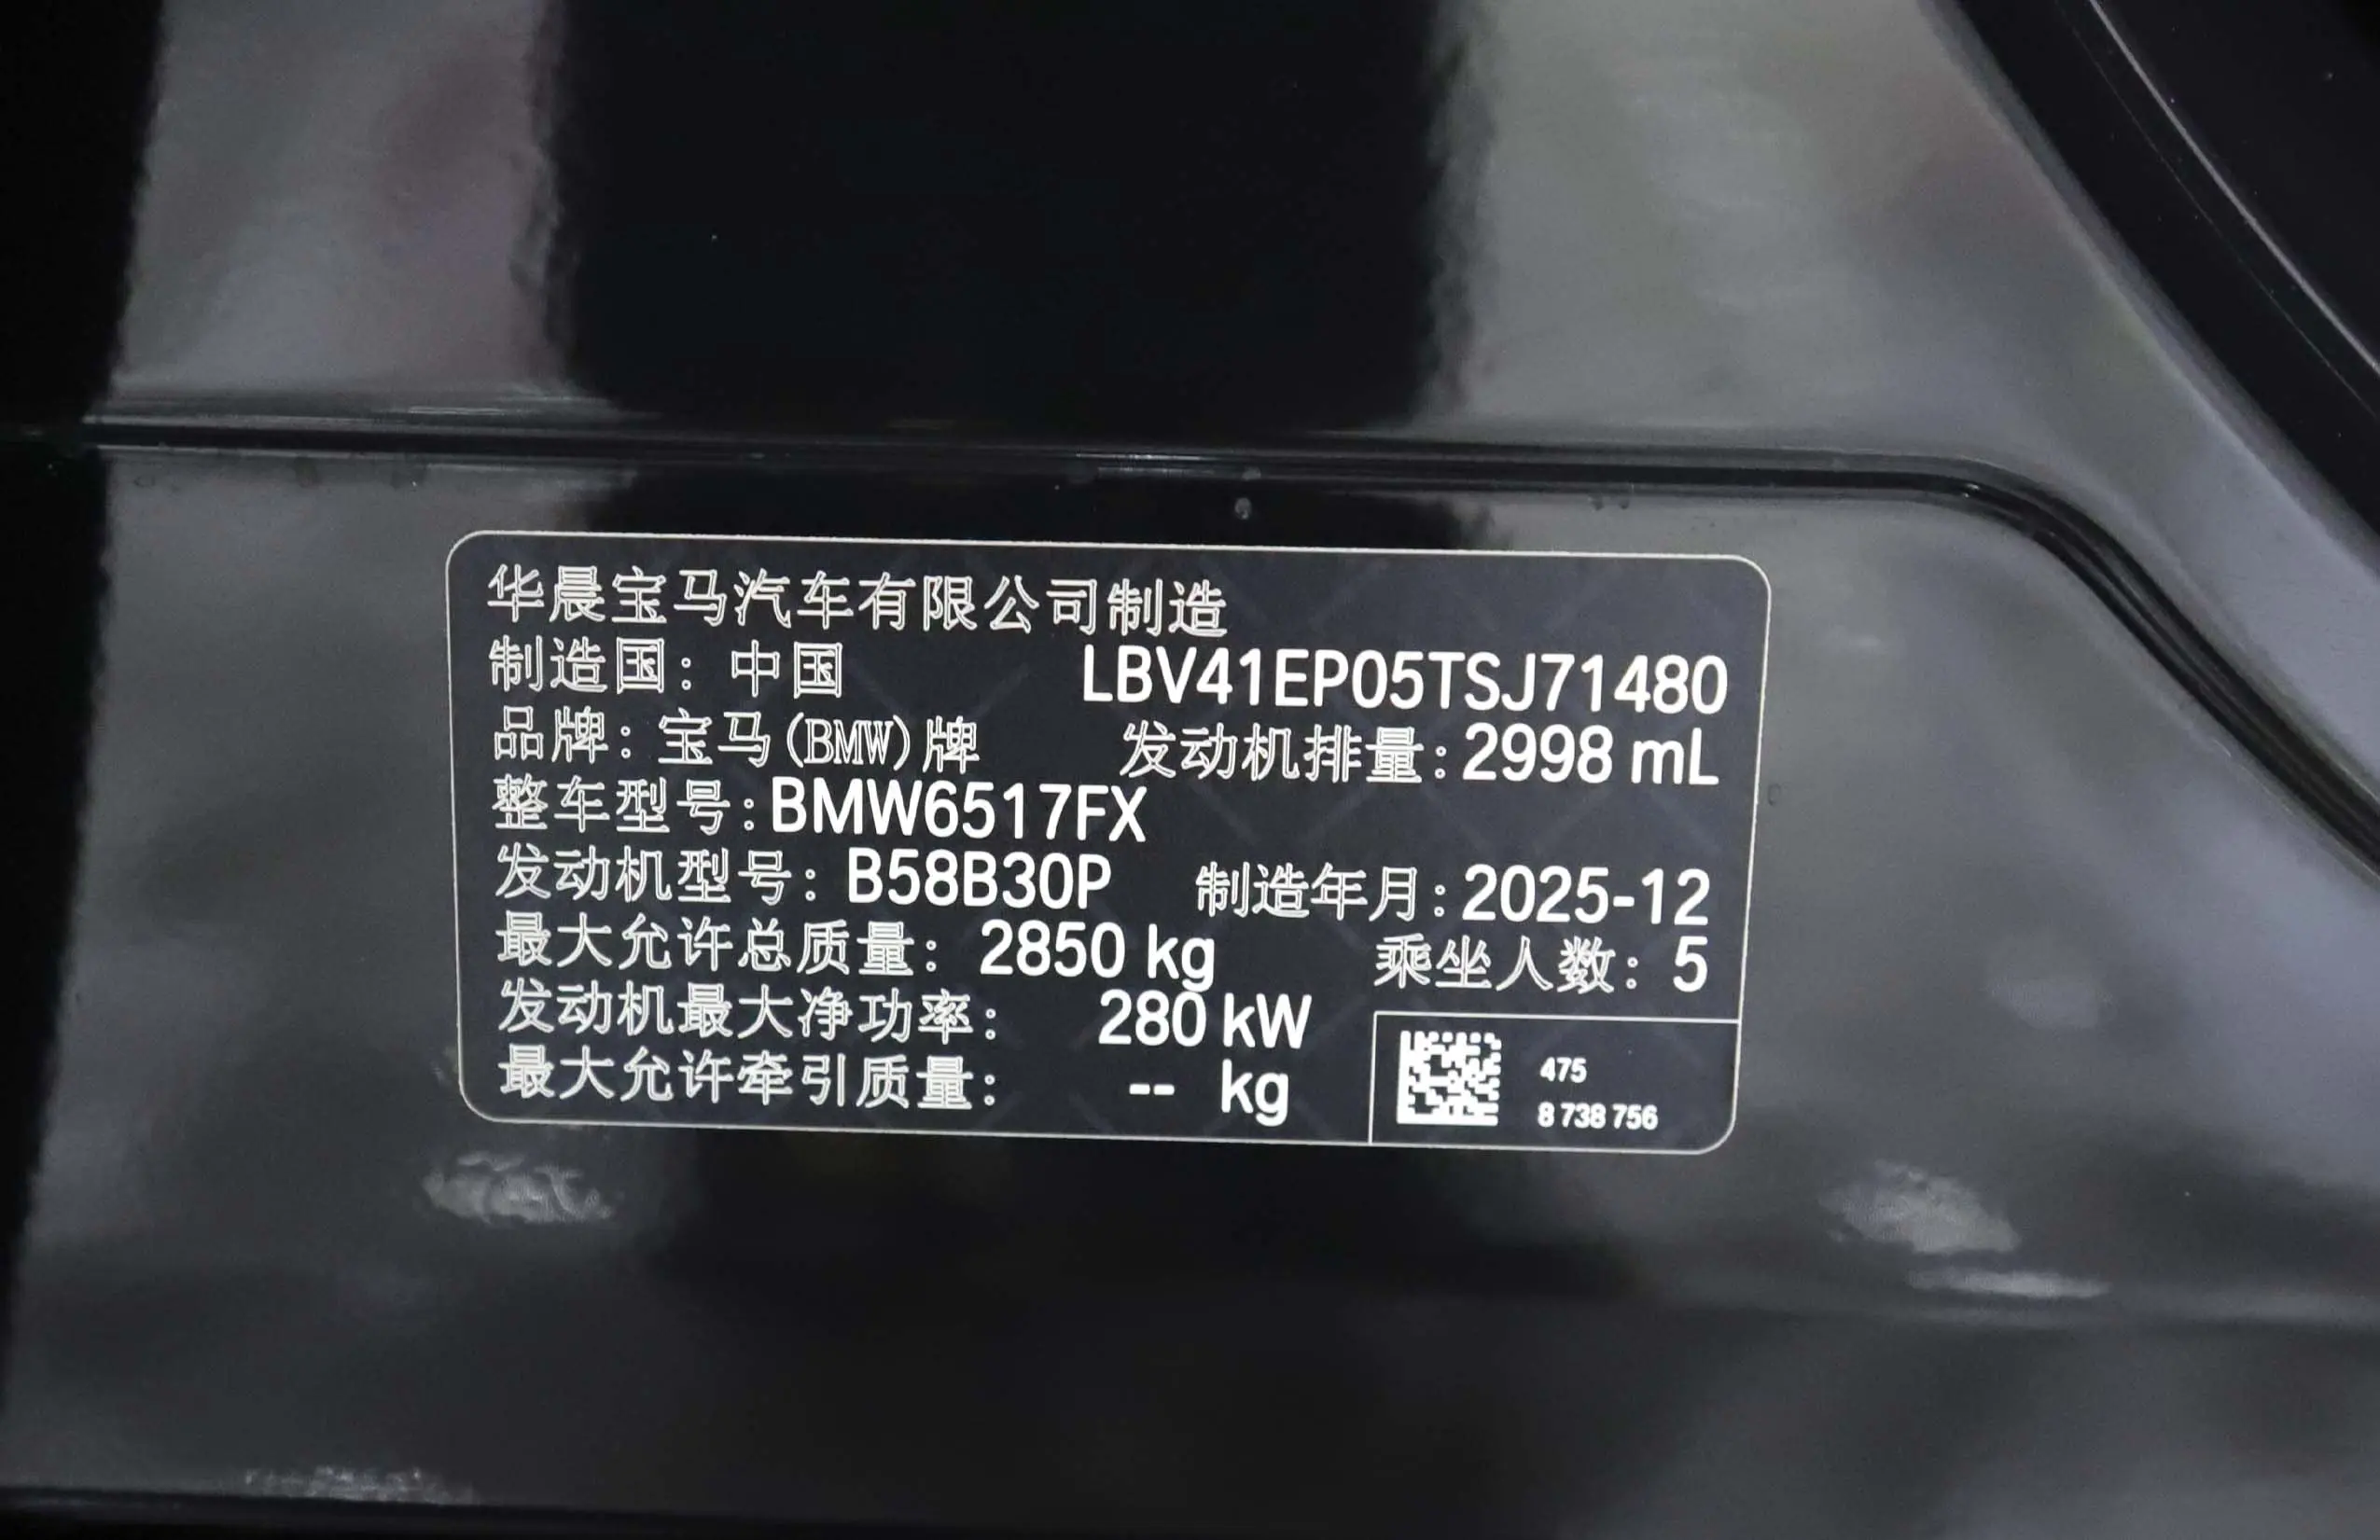 华晨宝马汽车有限公司制造
制造国：中国 LBV41EP05TSJ71480
品牌：宝马(BMW)牌 发动机排量：2998 mL
整车型号：BMW6517FX
发动机型号：B58B30P 制造年月：2025-12
最大允许总质量：2850 kg 乘坐人数：5
发动机最大净功率：280 kW
最大允许牵引质量：-- kg
475
8 738 756